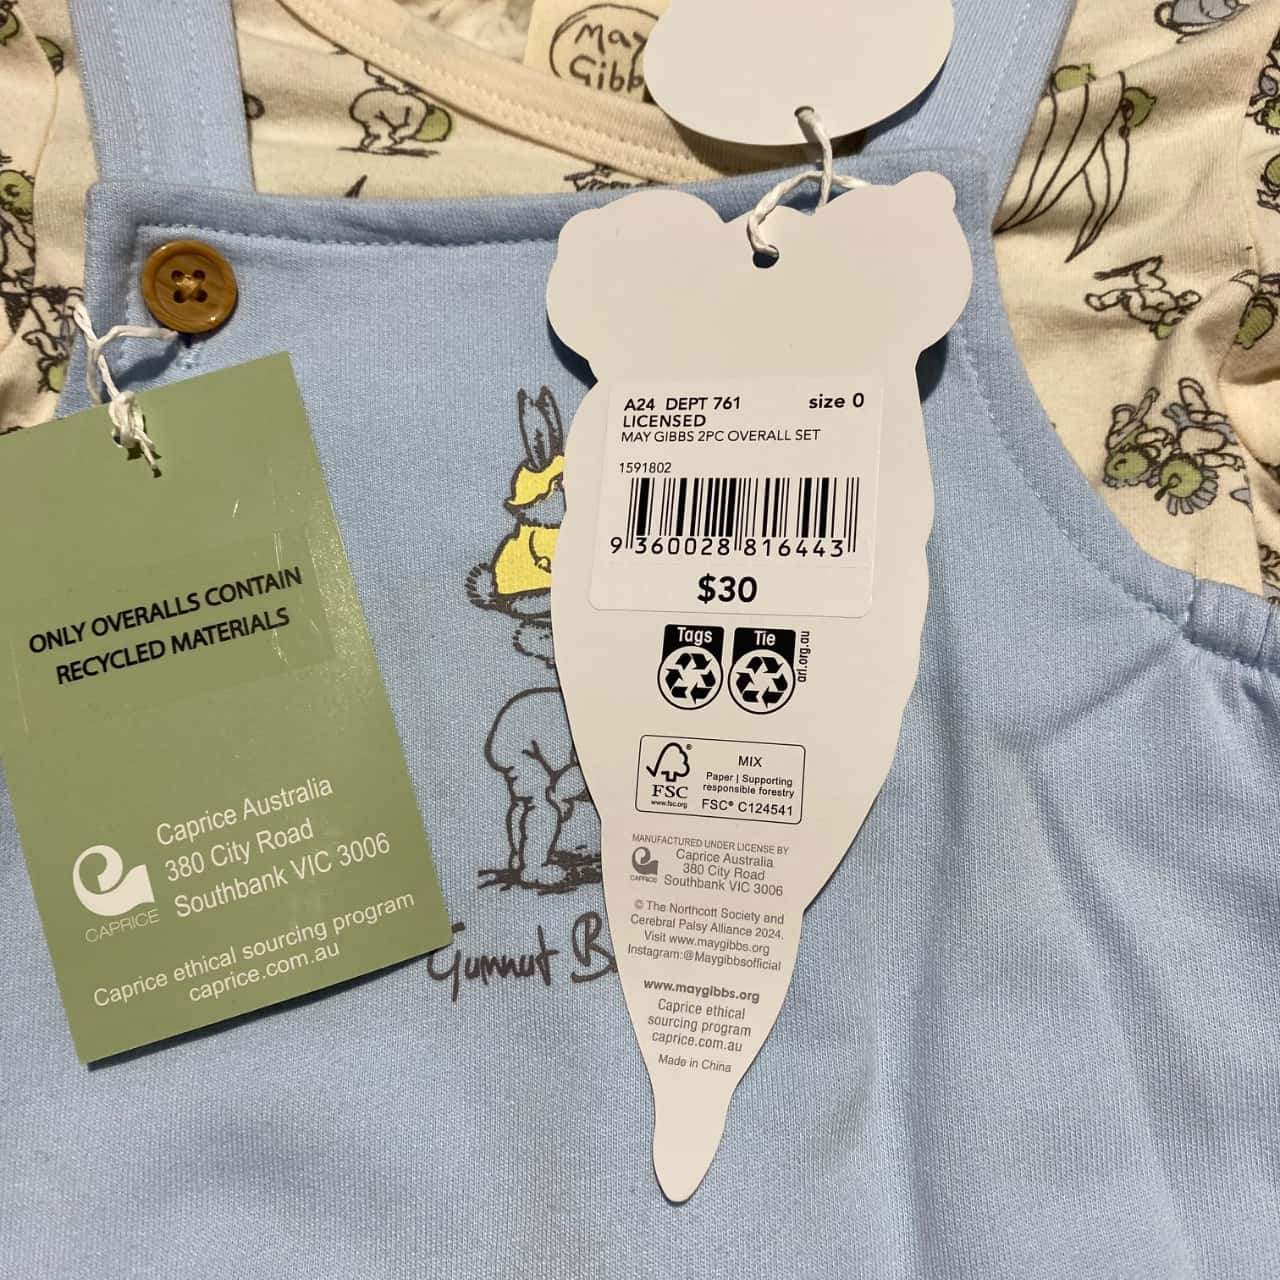 May
Gibb
A24 DEPT 761 size 0
LICENSED
MAY GIBBS 2PC OVERALL SET
1591802
9 360028 816443
$30
Tags Tie
arl.org.au
MIX
Paper | Supporting
responsible forestry
FSC® C124541
FSC
www.fsc.org
MANUFACTURED UNDER LICENSE BY
Caprice Australia
380 City Road
Southbank VIC 3006
CAPRICE
© The Northcott Society and
Cerebral Palsy Alliance 2024.
Visit www.maygibbs.org
Instagram:@Maygibbsofficial
www.maygibbs.org
Caprice ethical
sourcing program
caprice.com.au
Made in China
ONLY OVERALLS CONTAIN
RECYCLED MATERIALS
Caprice Australia
380 City Road
Southbank VIC 3006
CAPRICE
Caprice ethical sourcing program
caprice.com.au
Gumnut B